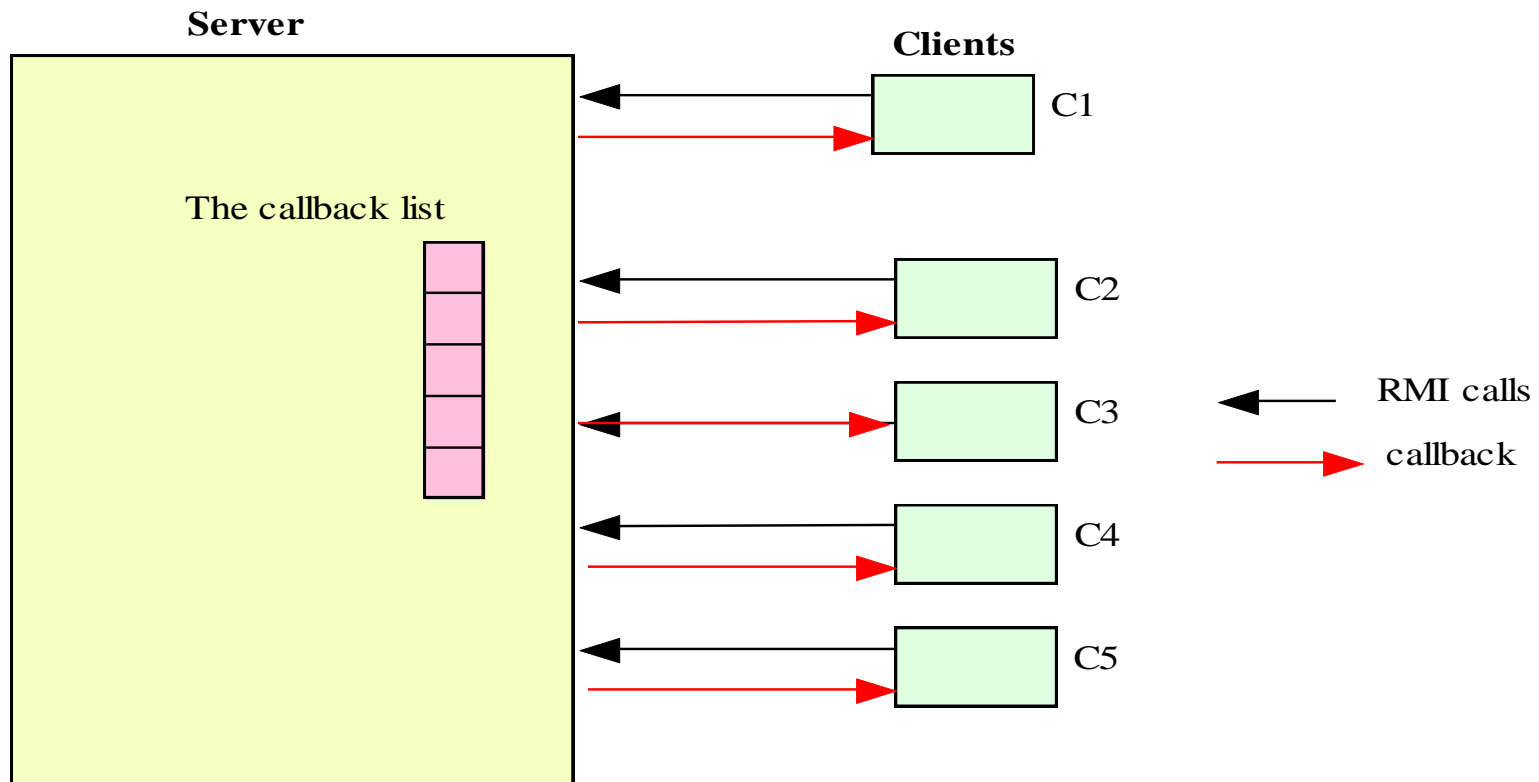 Server
Clients
C1
The callback list
C2
C3
RMI calls
callback
C4
C5